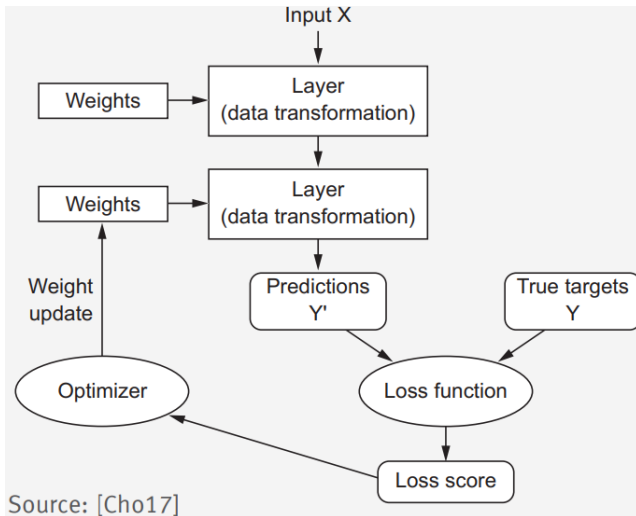 Input X
Weights
Layer
(data transformation)
Weights
Layer
(data transformation)
Weight
update
Predictions
Y'
True targets
Y
Optimizer
Loss function
Loss score
Source: [Cho17]